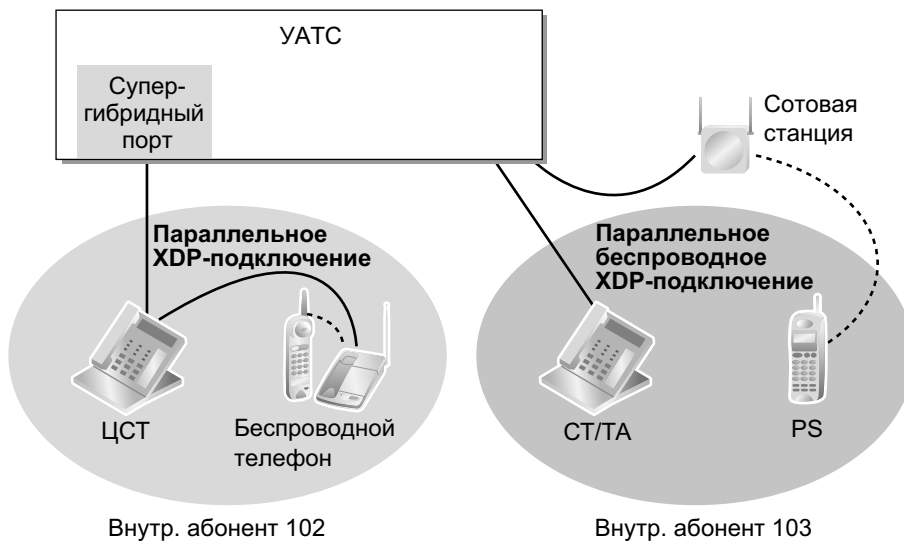 УАТС
Супер-
гибридный
порт
Сотовая
станция
Параллельное
XDP-подключение
Параллельное
беспроводное
XDP-подключение
ЦСТ
Беспроводной
телефон
СТ/ТА
PS
Внутр. абонент 102
Внутр. абонент 103